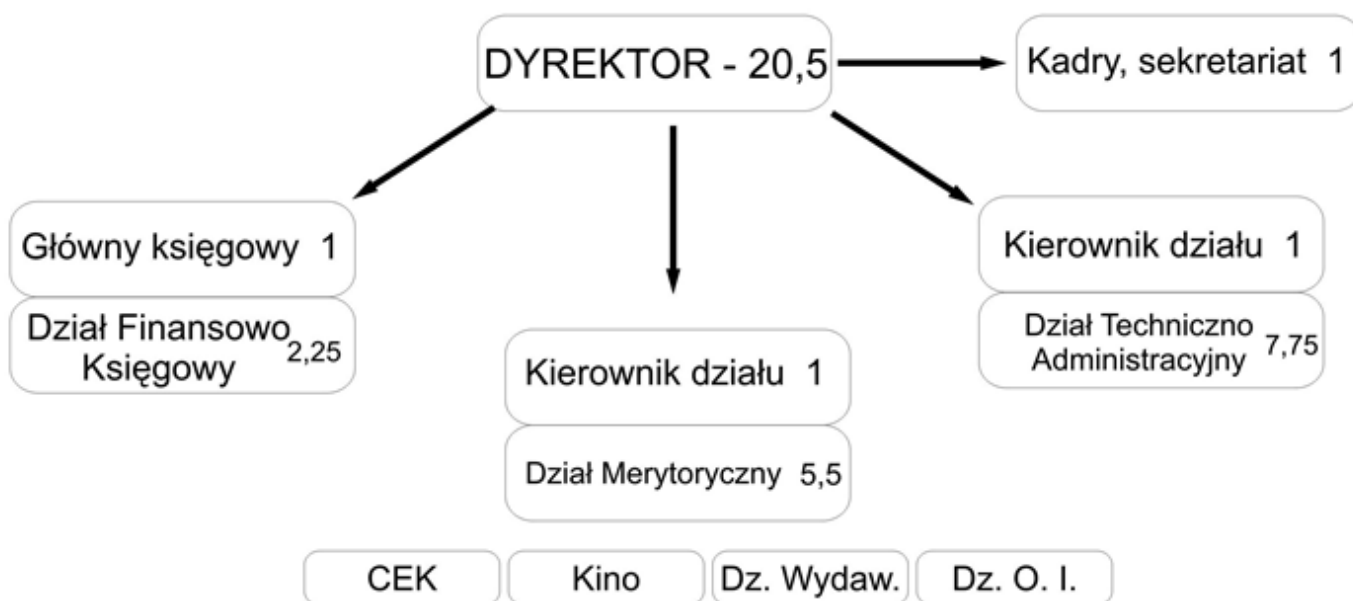 DYREKTOR - 20,5
Kadry, sekretariat 1
Główny księgowy 1
Dział Finansowo
Księgowy 2,25
Kierownik działu 1
Dział Merytoryczny 5,5
Kierownik działu 1
Dział Techniczno
Administracyjny 7,75
CEK
Kino
Dz. Wydaw.
Dz. O. I.